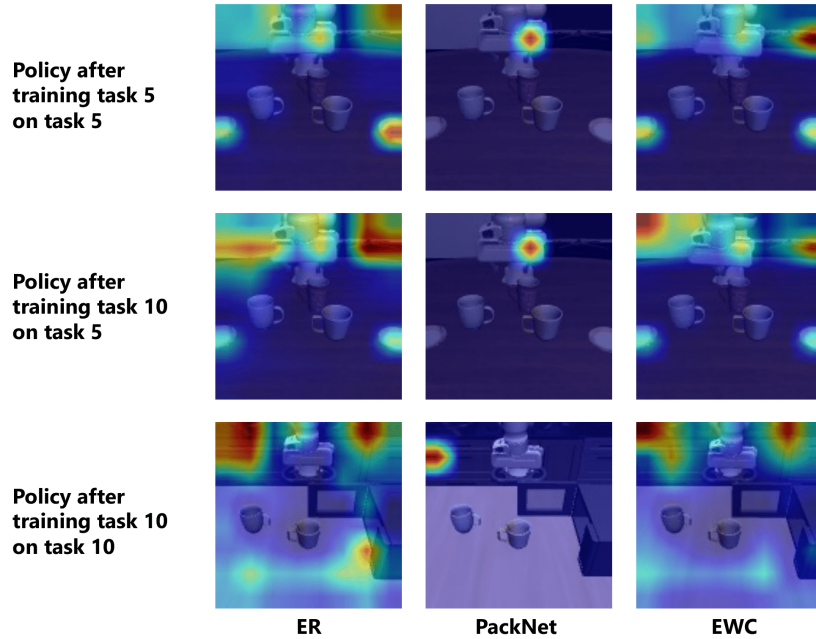 Policy after
training task 5
on task 5
Policy after
training task 10
on task 5
Policy after
training task 10
on task 10
ER
PackNet
EWC